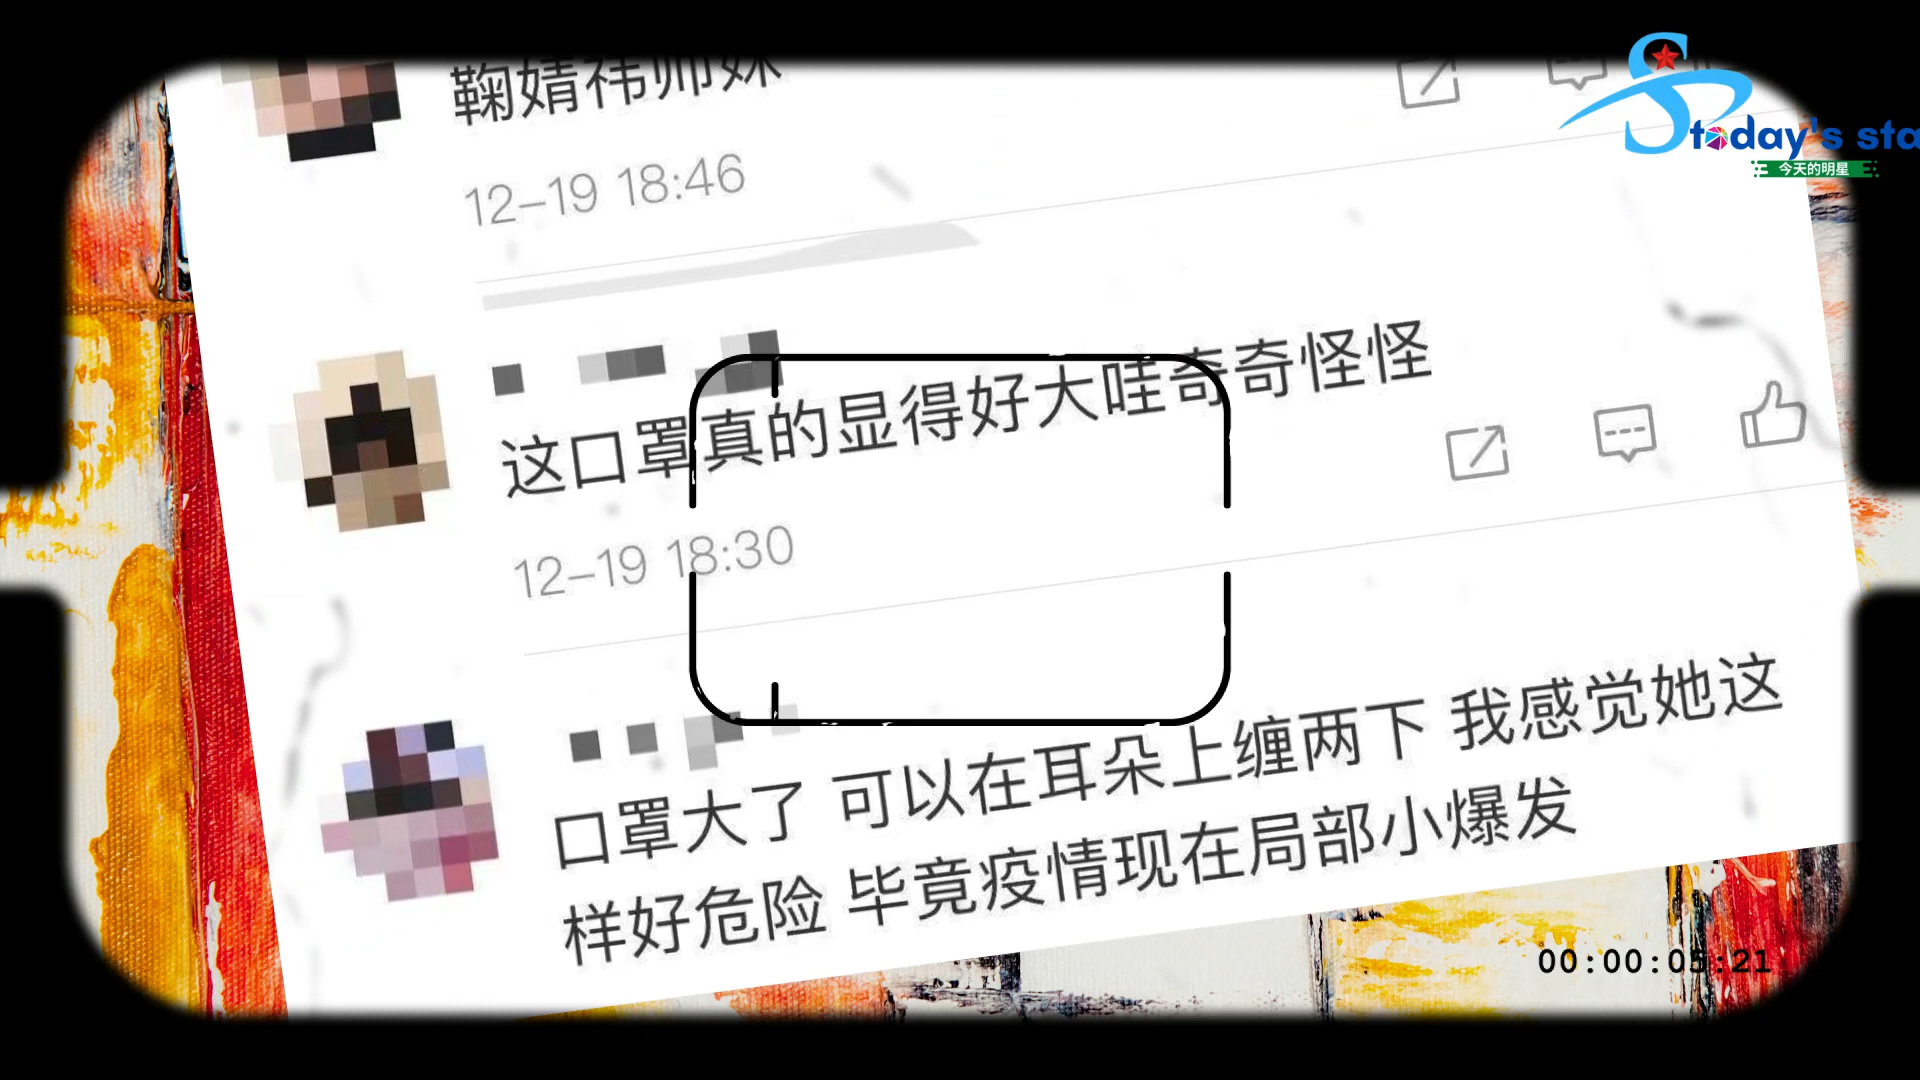 鞠婧祎师妹
12-19 18:46
today's sta
今天的明星
这口罩真的显得好大哇奇奇怪怪
12-19 18:30
口罩大了 可以在耳朵上缠两下 我感觉她这
样好危险 毕竟疫情现在局部小爆发
00:00:05:21